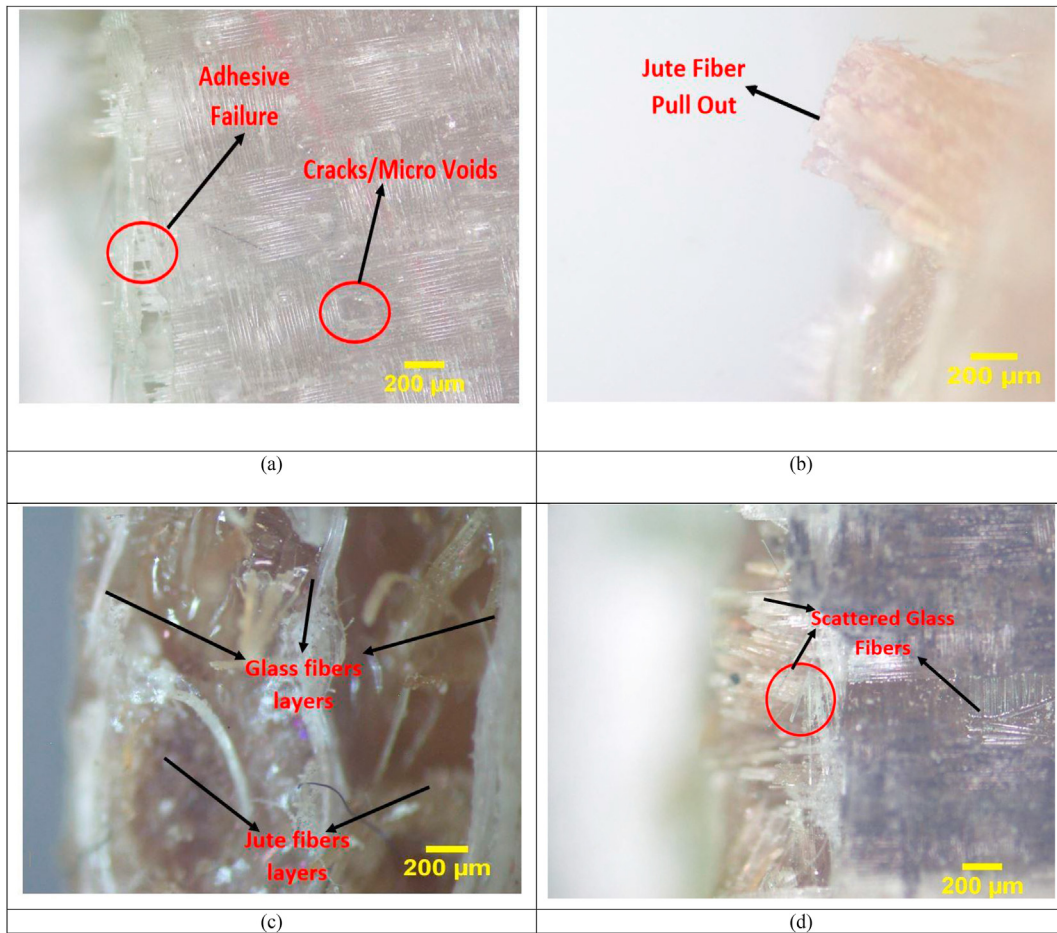 Adhesive
Failure
Cracks/Micro Voids
200 µm
Jute Fiber
Pull Out
200 µm
(a)
(b)
Glass fibers
layers
Jute fibers
layers
200 µm
Scattered Glass
Fibers
200 µm
(c)
(d)